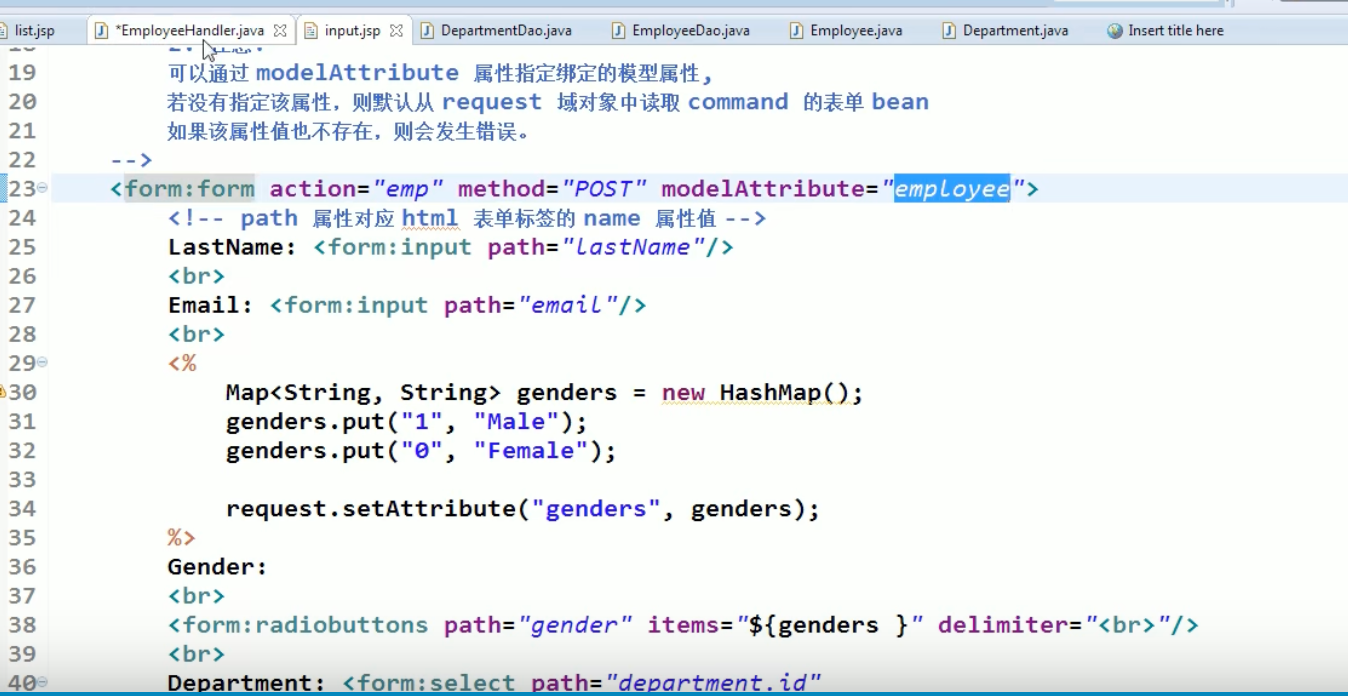 list.jsp *EmployeeHandler.java input.jsp DepartmentDao.java EmployeeDao.java Employee.java Department.java Insert title here
19 可以通过 modelAttribute 属性指定绑定的模型属性,
20 若没有指定该属性，则默认从 request 域对象中读取 command 的表单 bean
21 如果该属性值也不存在，则会发生错误。
22 -->
23 <form:form action="emp" method="POST" modelAttribute="employee">
24 <!-- path 属性对应 html 表单标签的 name 属性值 -->
25 LastName: <form:input path="lastName"/>
26 <br>
27 Email: <form:input path="email"/>
28 <br>
29 <%
30 Map<String, String> genders = new HashMap();
31 genders.put("1", "Male");
32 genders.put("0", "Female");
33
34 request.setAttribute("genders", genders);
35 %>
36 Gender:
37 <br>
38 <form:radiobuttons path="gender" items="${genders }" delimiter="<br>"/>
39 <br>
40 Department: <form:select path="department.id"